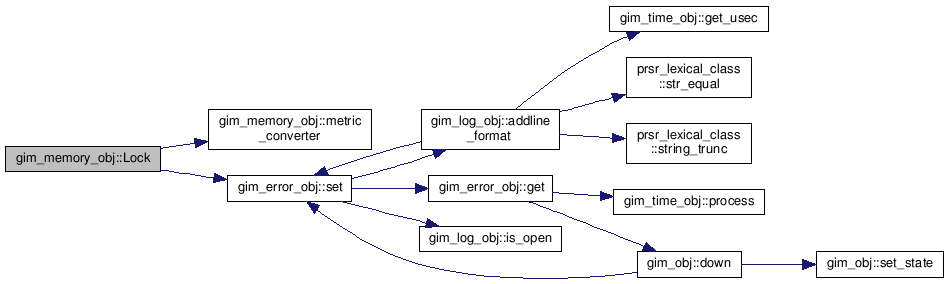 gim_time_obj::get_usec
prsr_lexical_class
::str_equal
gim_memory_obj::metric
_converter
gim_log_obj::addline
_format
prsr_lexical_class
::string_trunc
gim_memory_obj::Lock
gim_error_obj::set
gim_error_obj::get
gim_time_obj::process
gim_log_obj::is_open
gim_obj::down
gim_obj::set_state